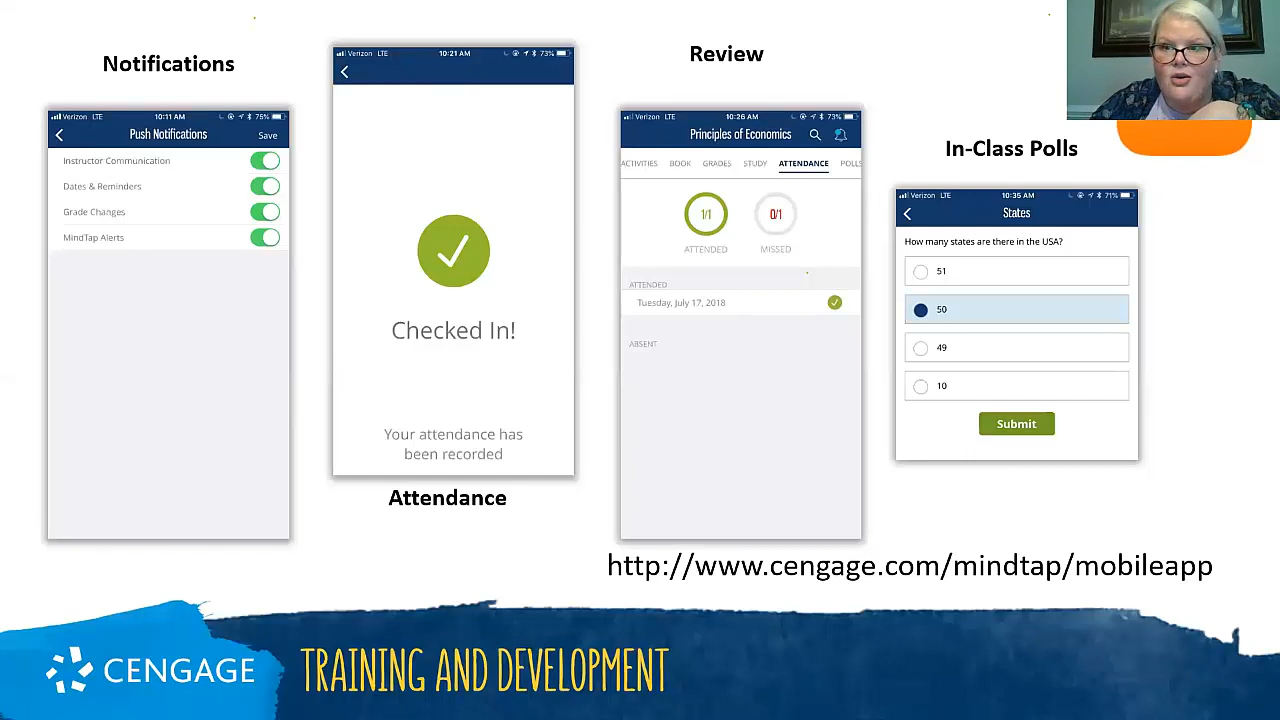 Notifications
Verizon LTE 10:11 AM 75%
Push Notifications Save
Instructor Communication
Dates & Reminders
Grade Changes
MindTap Alerts
Verizon LTE 10:21 AM 73%
Checked In!
Your attendance has
been recorded
Attendance
Review
Verizon LTE 10:26 AM 73%
Principles of Economics
ACTIVITIES BOOK GRADES STUDY ATTENDANCE POLLS
1/1 0/1
ATTENDED MISSED
ATTENDED
Tuesday, July 17, 2018
ABSENT
In-Class Polls
Verizon LTE 10:35 AM 71%
States
How many states are there in the USA?
51
50
49
10
Submit
http://www.cengage.com/mindtap/mobileapp
CENGAGE
TRAINING AND DEVELOPMENT